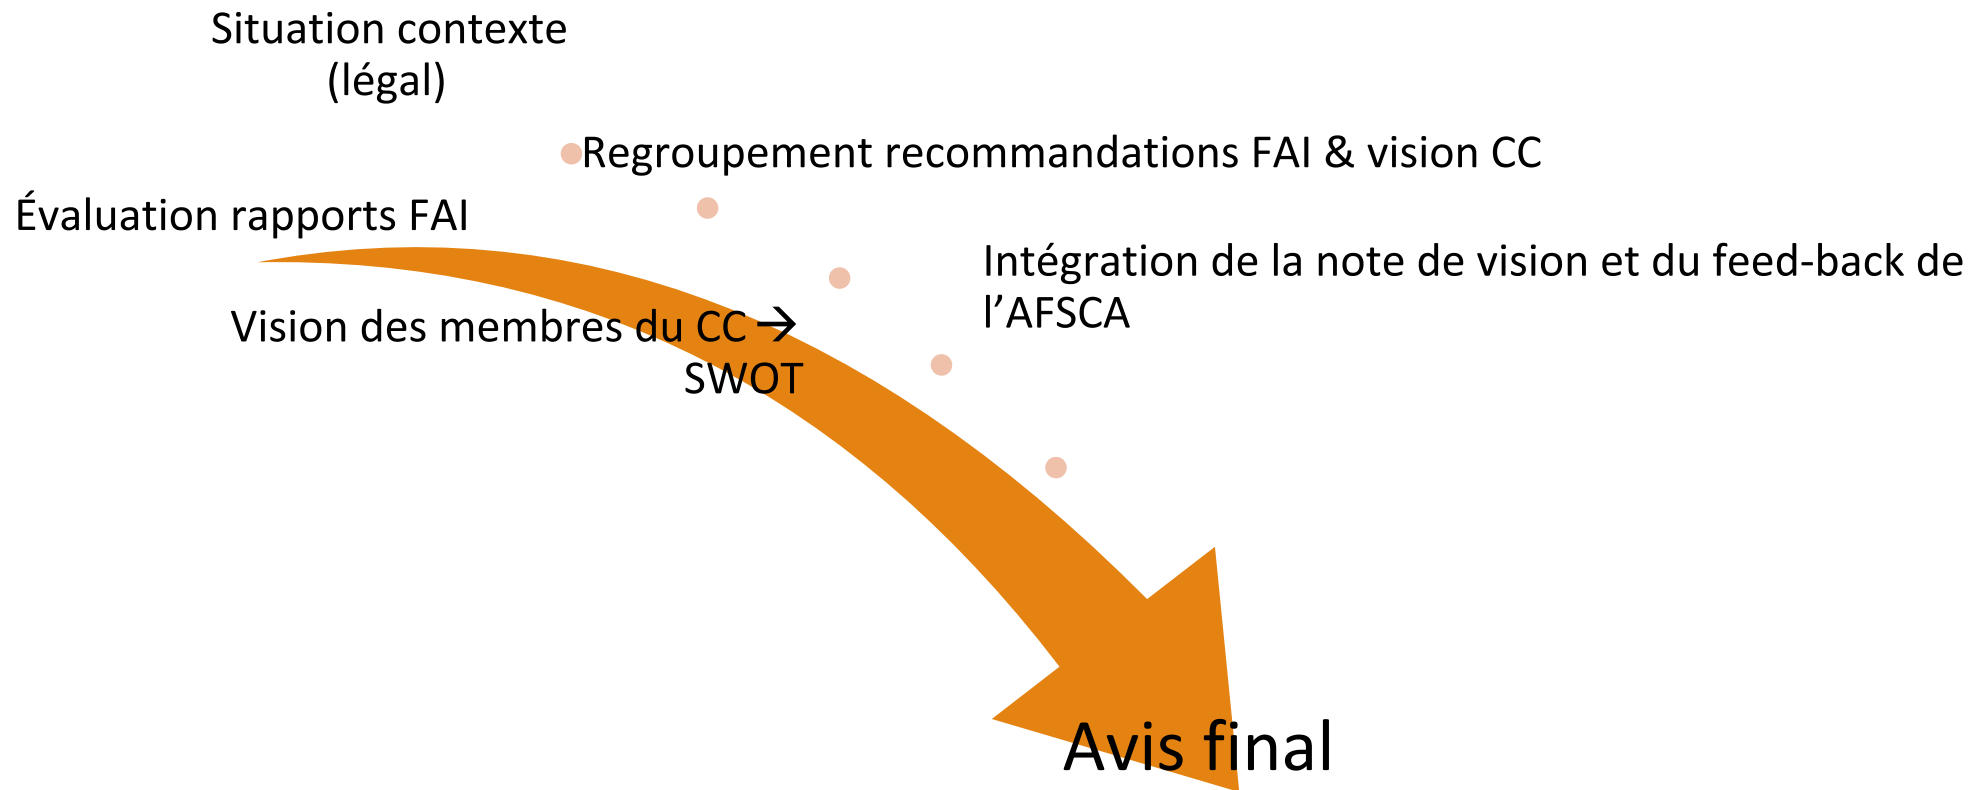 Situation contexte
(légal)
Regroupement recommandations FAI & vision CC
Évaluation rapports FAI
Intégration de la note de vision et du feed-back de
l’AFSCA
Vision des membres du CC →
SWOT
Avis final